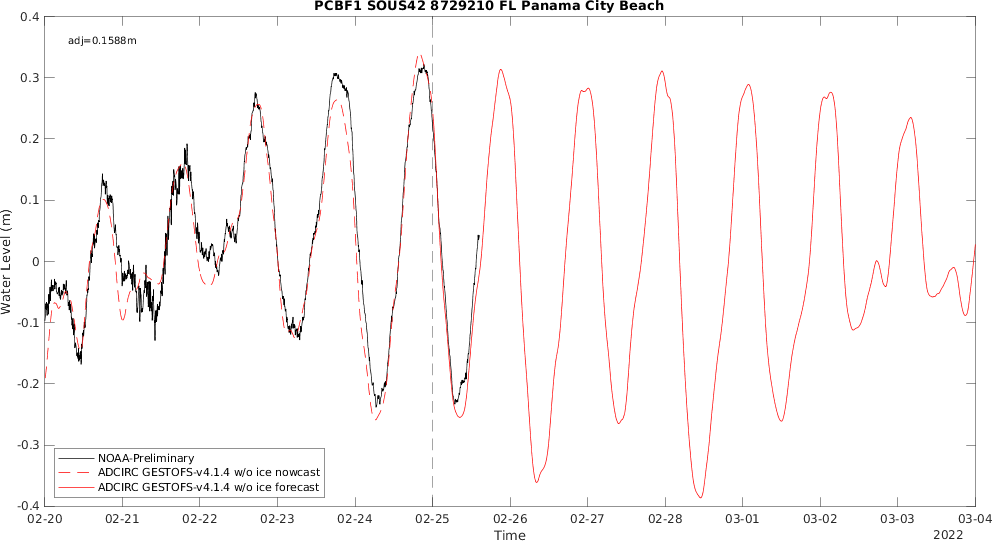 PCBF1 SOUS42 8729210 FL Panama City Beach
adj=0.1588m
0.4
0.3
0.2
0.1
0
-0.1
-0.2
-0.3
-0.4
Water Level (m)
NOAA-Preliminary
ADCIRC GESTOFS-v4.1.4 w/o ice nowcast
ADCIRC GESTOFS-v4.1.4 w/o ice forecast
02-20 02-21 02-22 02-23 02-24 02-25 02-26 02-27 02-28 03-01 03-02 03-03 03-04
Time
2022